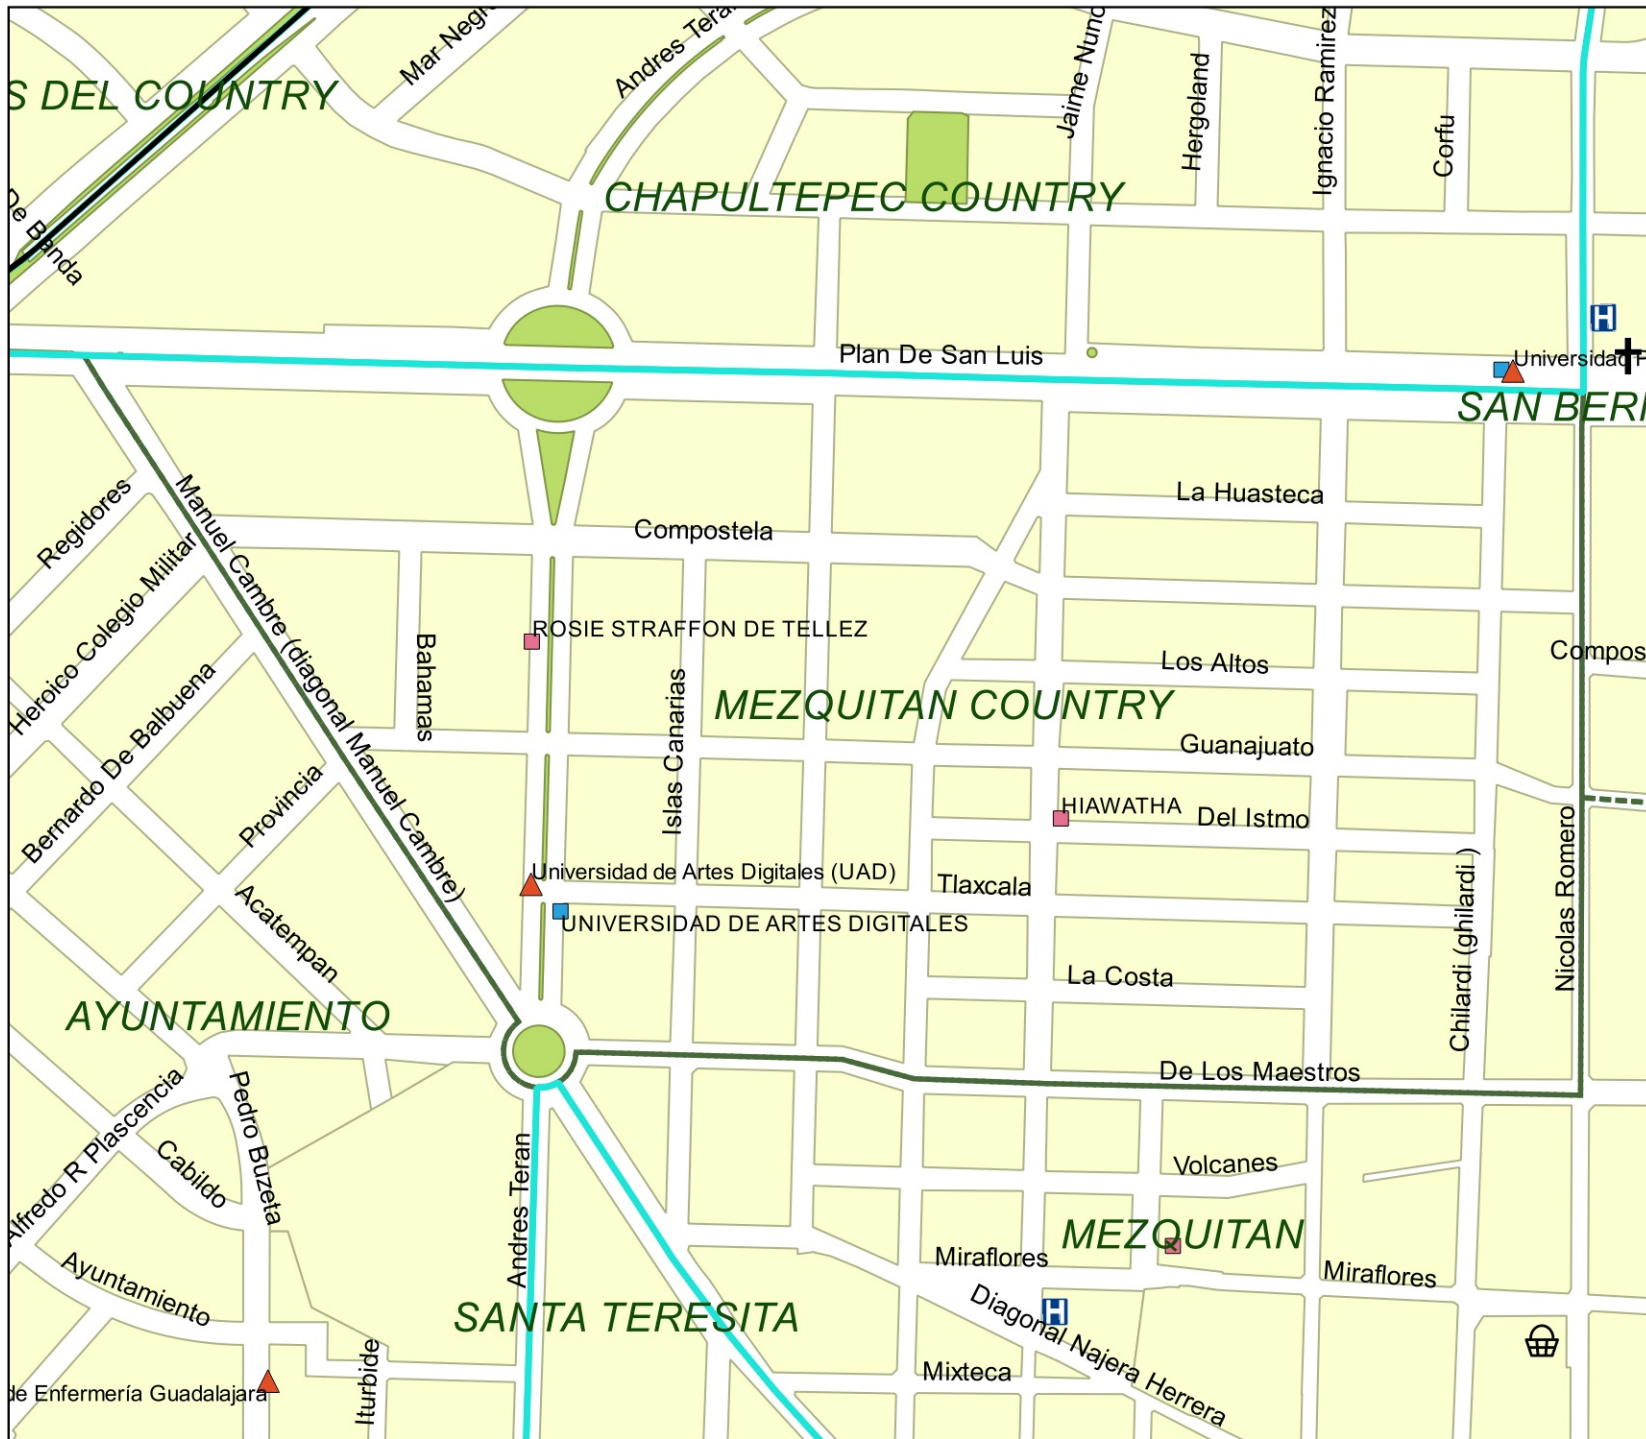 Mar Negro
Andres Teran
Jaime Nuno
Hergoland
Ignacio Ramirez
Corfu
S DEL COUNTRY
De Banda
CHAPULTEPEC COUNTRY
Plan De San Luis
H
Universidad P
SAN BER
Regidores
Heroico Colegio Militar
Manuel Cambre (diagonal Manuel Cambre)
La Huasteca
Compostela
ROSIE STRAFFON DE TELLEZ
Bahamas
Islas Canarias
Los Altos
Compos
MEZQUITAN COUNTRY
Bernardo De Balbuena
Guanajuato
Provincia
HIAWATHA
Del Istmo
Universidad de Artes Digitales (UAD)
UNIVERSIDAD DE ARTES DIGITALES
Tlaxcala
Chilardi (ghilardi )
Nicolas Romero
Acatempan
La Costa
AYUNTAMIENTO
De Los Maestros
Alfredo R Plascencia
Pedro Buzeta
Cabildo
Andres Teran
Volcanes
MEZQUITAN
Miraflores
Miraflores
Ayuntamiento
SANTA TERESITA
H
Diagonal Najera Herrera
Iturbide
Mixteca
de Enfermería Guadalajara